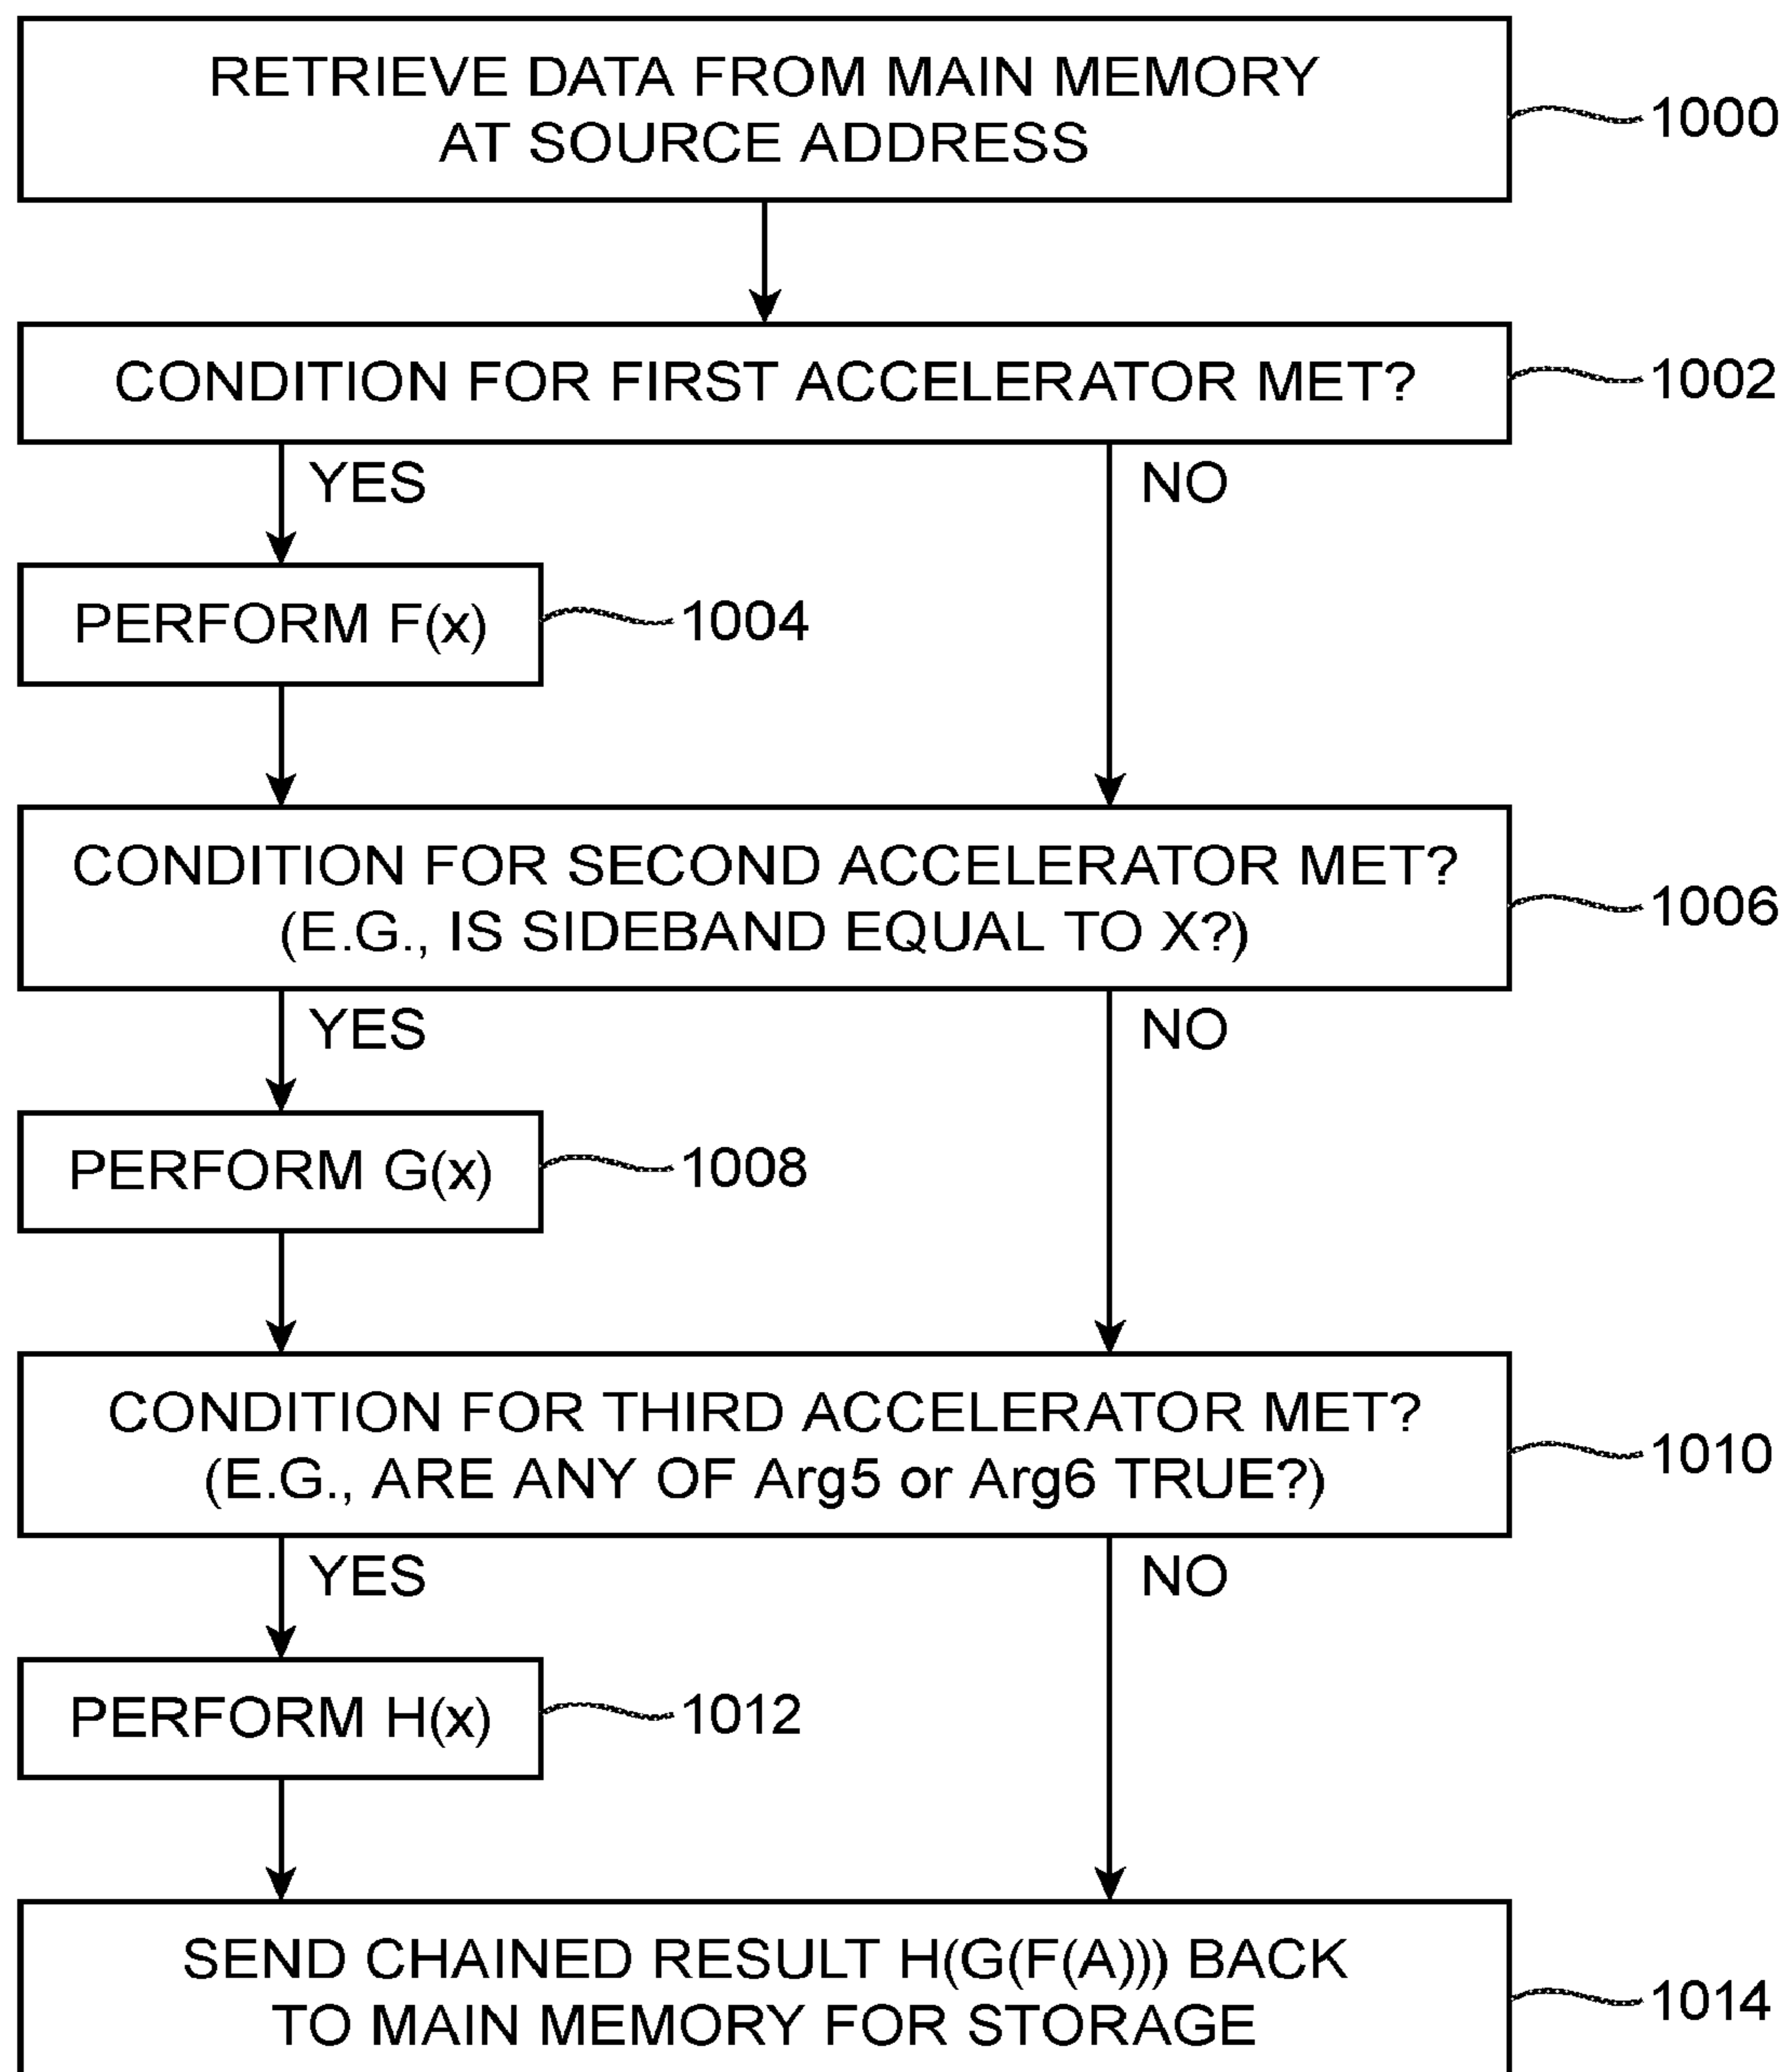 RETRIEVE DATA FROM MAIN MEMORY
AT SOURCE ADDRESS
1000
CONDITION FOR FIRST ACCELERATOR MET?
1002
YES
NO
PERFORM F(x)
1004
CONDITION FOR SECOND ACCELERATOR MET?
(E.G., IS SIDEBAND EQUAL TO X?)
1006
YES
NO
PERFORM G(x)
1008
CONDITION FOR THIRD ACCELERATOR MET?
(E.G., ARE ANY OF Arg5 or Arg6 TRUE?)
1010
YES
NO
PERFORM H(x)
1012
SEND CHAINED RESULT H(G(F(A))) BACK
TO MAIN MEMORY FOR STORAGE
1014